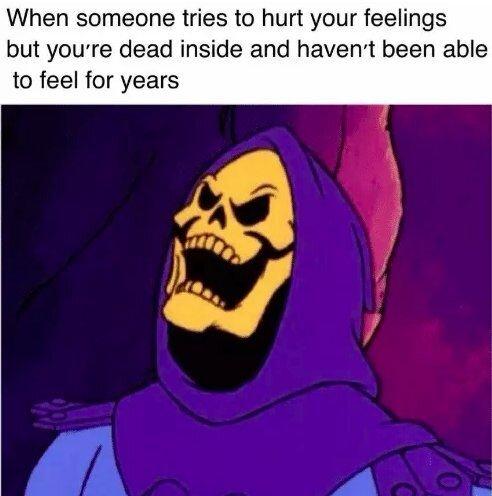 When someone tries to hurt your feelings
but you're dead inside and haven't been able
to feel for years